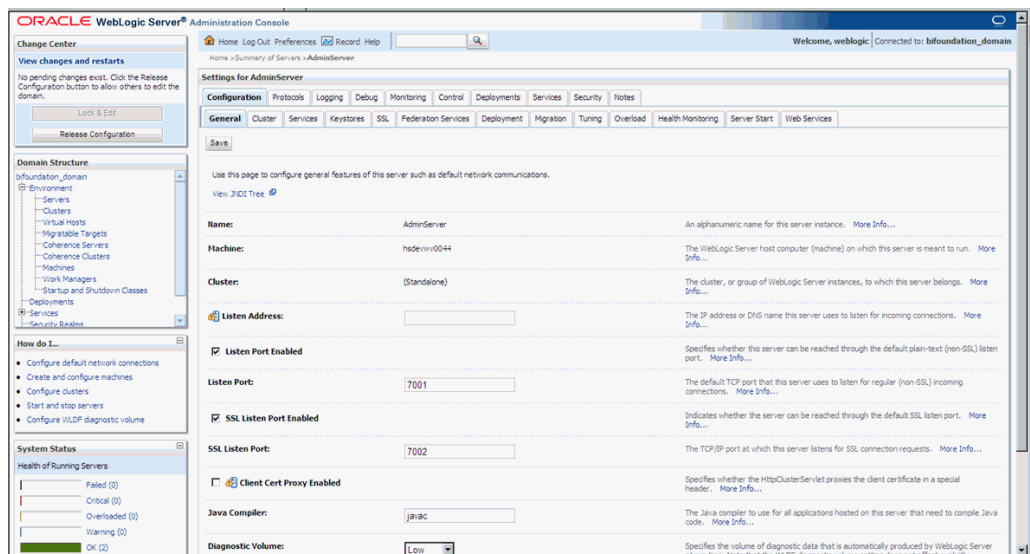 ORACLE WebLogic Server® Administration Console
Change Center
View changes and restarts
No pending changes exist. Click the Release
Configuration button to allow others to edit the
domain.
Lock & Edit
Release Configuration
Domain Structure
bifoundation_domain
Environment
Servers
Clusters
Virtual Hosts
Migratable Targets
Coherence Servers
Coherence Clusters
Machines
Work Managers
Startup and Shutdown Classes
Deployments
Services
Security Realms
How do I...
Configure default network connections
Create and configure machines
Configure clusters
Start and stop servers
Configure WLDF diagnostic volume
System Status
Health of Running Servers
Failed (0)
Critical (0)
Overloaded (0)
Warning (0)
OK (2)
Home Log Out Preferences Record Help
Welcome, weblogic Connected to: bifoundation_domain
Home >Summary of Servers >AdminServer
Settings for AdminServer
Configuration Protocols Logging Debug Monitoring Control Deployments Services Security Notes
General Cluster Services Keystores SSL Federation Services Deployment Migration Tuning Overload Health Monitoring Server Start Web Services
Save
Use this page to configure general features of this server such as default network communications.
View JNDI Tree
Name: AdminServer An alphanumeric name for this server instance. More Info...
Machine: hsdevwv0044 The WebLogic Server host computer (machine) on which this server is meant to run. More
Info...
Cluster: (Standalone) The cluster, or group of WebLogic Server instances, to which this server belongs. More
Info...
Listen Address: The IP address or DNS name this server uses to listen for incoming connections. More
Info...
Listen Port Enabled Specifies whether this server can be reached through the default plain-text (non-SSL) listen
port. More Info...
Listen Port: 7001 The default TCP port that this server uses to listen for regular (non-SSL) incoming
connections. More Info...
SSL Listen Port Enabled Indicates whether the server can be reached through the default SSL listen port. More
Info...
SSL Listen Port: 7002 The TCP/IP port at which this server listens for SSL connection requests. More Info...
Client Cert Proxy Enabled Specifies whether the HttpClusterServlet proxies the client certificate in a special
header. More Info...
Java Compiler: javac The Java compiler to use for all applications hosted on this server that need to compile Java
code. More Info...
Diagnostic Volume: Low Specifies the volume of diagnostic data that is automatically produced by WebLogic Server